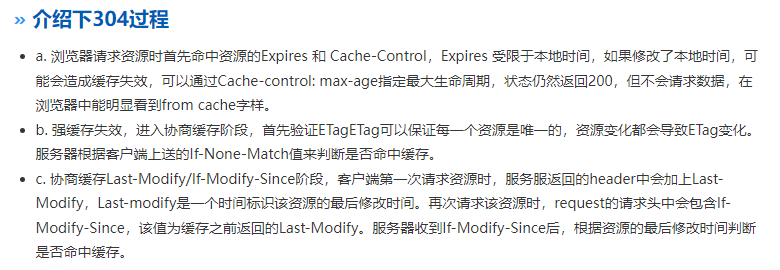 » 介绍下304过程
• a. 浏览器请求资源时首先命中资源的Expires 和 Cache-Control，Expires 受限于本地时间，如果修改了本地时间，可
能会造成缓存失效，可以通过Cache-control: max-age指定最大生命周期，状态仍然返回200，但不会请求数据，在
浏览器中能明显看到from cache字样。
• b. 强缓存失效，进入协商缓存阶段，首先验证ETagETag可以保证每一个资源是唯一的，资源变化都会导致ETag变化。
服务器根据客户端上送的If-None-Match值来判断是否命中缓存。
• c. 协商缓存Last-Modify/If-Modify-Since阶段，客户端第一次请求资源时，服务服返回的header中会加上Last-
Modify，Last-modify是一个时间标识该资源的最后修改时间。再次请求该资源时，request的请求头中会包含If-
Modify-Since，该值为缓存之前返回的Last-Modify。服务器收到If-Modify-Since后，根据资源的最后修改时间判断
是否命中缓存。